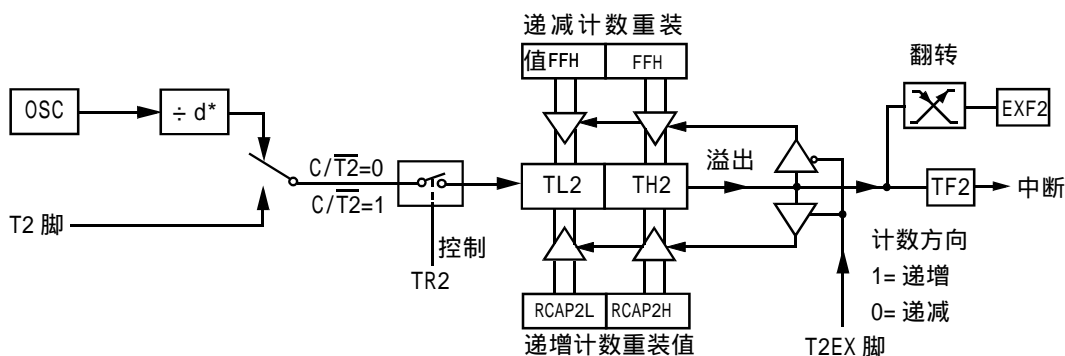 递减计数重装
值FFH
FFH
翻转
OSC
÷ d*
EXF2
C/T2=0
TL2
TH2
溢出
TF2
中断
C/T2=1
T2 脚
控制
TR2
计数方向
1= 递增
0= 递减
RCAP2L
RCAP2H
递增计数重装值
T2EX 脚